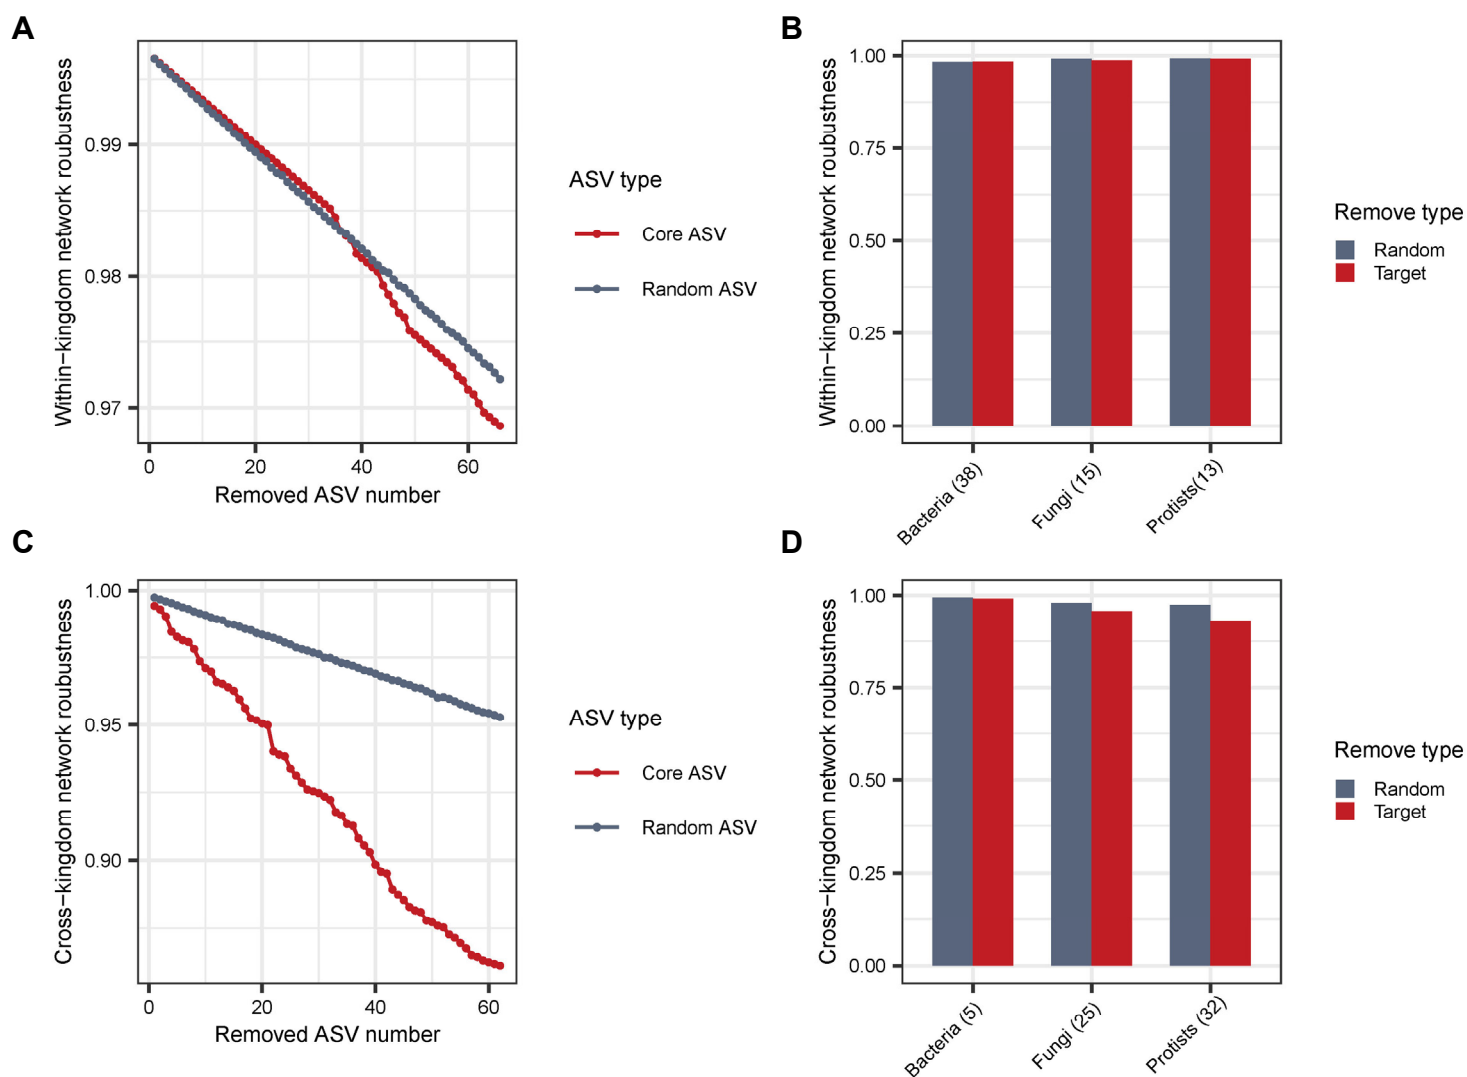 A
Within−kingdom network roubustness
0.99
0.98
0.97
0
20
40
60
Removed ASV number
ASV type
Core ASV
Random ASV
B
Within−kingdom network roubustness
1.00
0.75
0.50
0.25
0.00
Bacteria (38)
Fungi (15)
Protists(13)
Remove type
Random
Target
C
Cross−kingdom network roubustness
1.00
0.95
0.90
0
20
40
60
Removed ASV number
ASV type
Core ASV
Random ASV
D
Cross−kingdom network roubustness
1.00
0.75
0.50
0.25
0.00
Bacteria (5)
Fungi (25)
Protists (32)
Remove type
Random
Target